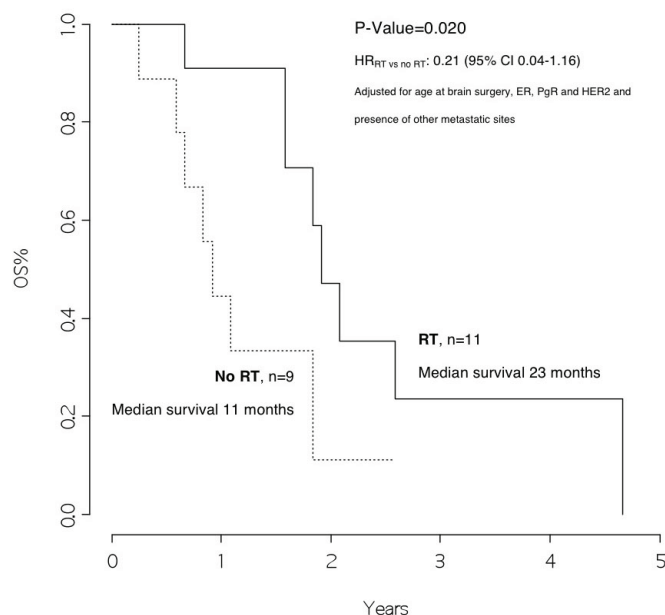 P-Value=0.020
HRRT vs no RT: 0.21 (95% CI 0.04-1.16)
Adjusted for age at brain surgery, ER, PgR and HER2 and
presence of other metastatic sites
OS%
1.0
0.8
0.6
0.4
0.2
0.0
RT, n=11
Median survival 23 months
No RT, n=9
Median survival 11 months
0 1 2 3 4 5
Years